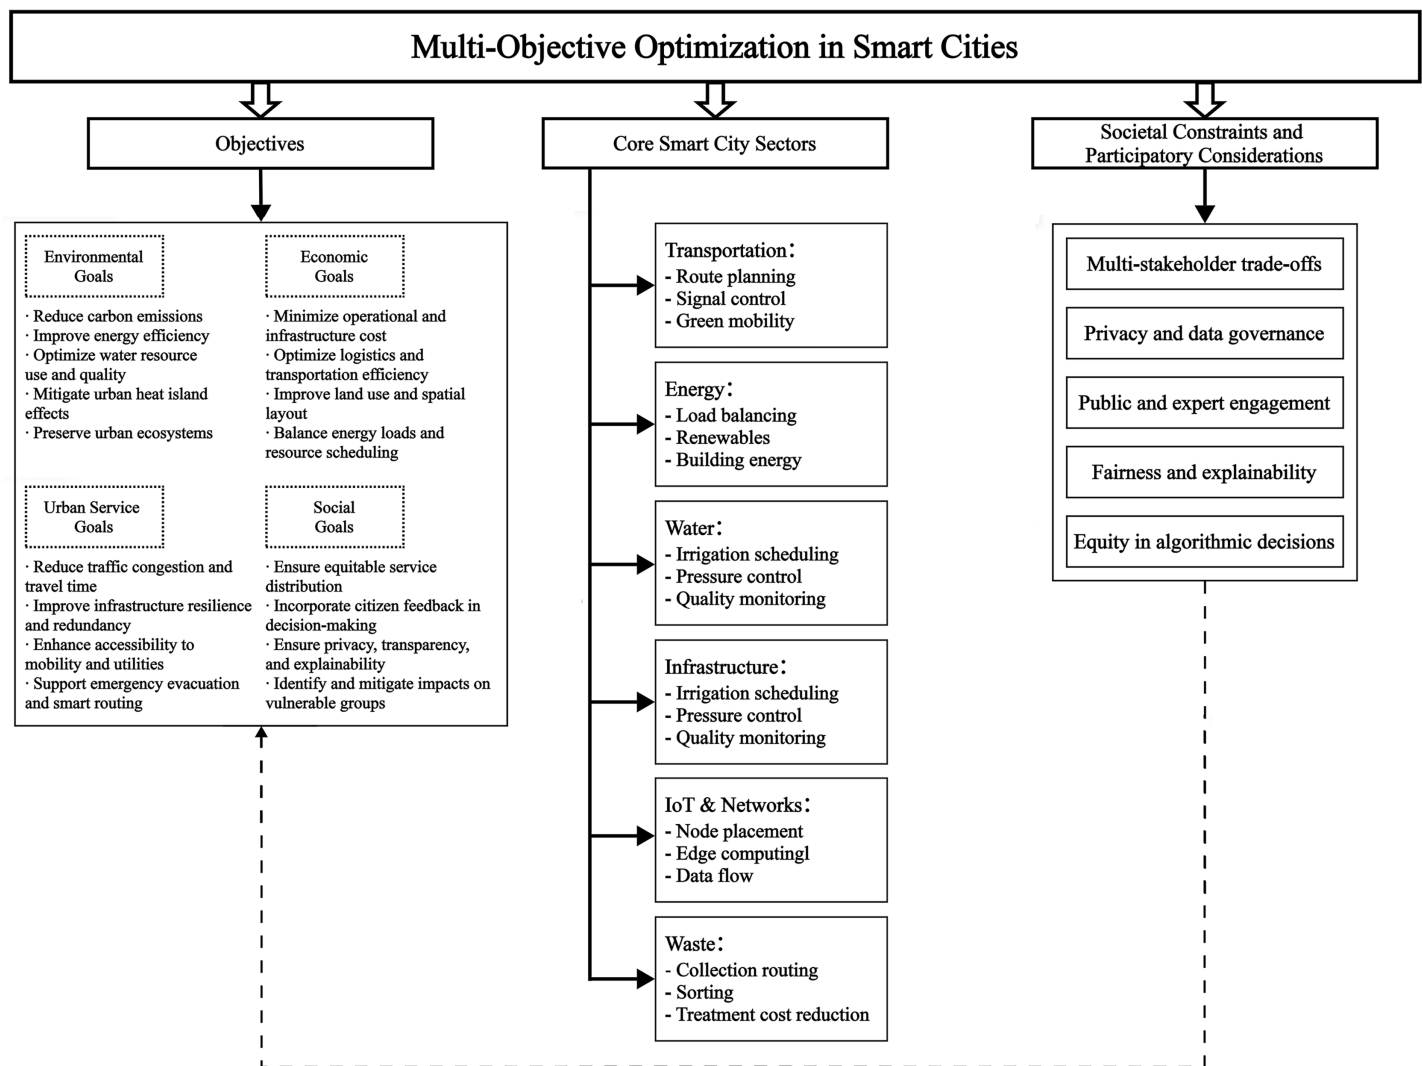 Multi-Objective Optimization in Smart Cities
Objectives
Environmental
Goals
· Reduce carbon emissions
· Improve energy efficiency
· Optimize water resource
use and quality
· Mitigate urban heat island
effects
· Preserve urban ecosystems
Economic
Goals
· Minimize operational and
infrastructure cost
· Optimize logistics and
transportation efficiency
· Improve land use and spatial
layout
· Balance energy loads and
resource scheduling
Urban Service
Goals
· Reduce traffic congestion and
travel time
· Improve infrastructure resilience
and redundancy
· Enhance accessibility to
mobility and utilities
· Support emergency evacuation
and smart routing
Social
Goals
· Ensure equitable service
distribution
· Incorporate citizen feedback in
decision-making
· Ensure privacy, transparency,
and explainability
· Identify and mitigate impacts on
vulnerable groups
Core Smart City Sectors
Transportation：
- Route planning
- Signal control
- Green mobility
Energy：
- Load balancing
- Renewables
- Building energy
Water：
- Irrigation scheduling
- Pressure control
- Quality monitoring
Infrastructure：
- Irrigation scheduling
- Pressure control
- Quality monitoring
IoT & Networks：
- Node placement
- Edge computingl
- Data flow
Waste：
- Collection routing
- Sorting
- Treatment cost reduction
Societal Constraints and
Participatory Considerations
Multi-stakeholder trade-offs
Privacy and data governance
Public and expert engagement
Fairness and explainability
Equity in algorithmic decisions